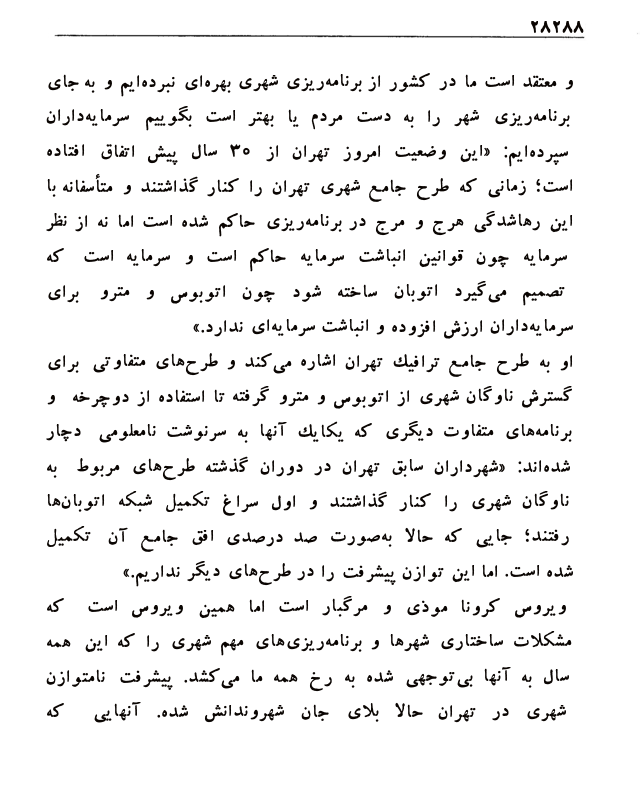 ۲۸۲۸۸
و معتقد است ما در کشور از برنامه‌ریزی شهری بهره‌ای نبرده‌ایم و به جای
برنامه‌ریزی شهر را به دست مردم یا بهتر است بگوییم سرمایه‌داران
سپرده‌ایم: «این وضعیت امروز تهران از ۳۰ سال پیش اتفاق افتاده
است؛ زمانی که طرح جامع شهری تهران را کنار گذاشتند و متأسفانه با
این رهاشدگی هرج و مرج در برنامه‌ریزی حاکم شده است اما نه از نظر
سرمایه چون قوانین انباشت سرمایه حاکم است و سرمایه است که
تصمیم می‌گیرد اتوبان ساخته شود چون اتوبوس و مترو برای
سرمایه‌داران ارزش افزوده و انباشت سرمایه‌ای ندارد.»
او به طرح جامع ترافیك تهران اشاره می‌کند و طرح‌های متفاوتی برای
گسترش ناوگان شهری از اتوبوس و مترو گرفته تا استفاده از دوچرخه و
برنامه‌های متفاوت دیگری که یکایك آنها به سرنوشت نامعلومی دچار
شده‌اند: «شهرداران سابق تهران در دوران گذشته طرح‌های مربوط به
ناوگان شهری را کنار گذاشتند و اول سراغ تکمیل شبکه اتوبان‌ها
رفتند؛ جایی که حالا به‌صورت صد درصدی افق جامع آن تکمیل
شده است. اما این توازن پیشرفت را در طرح‌های دیگر نداریم.»
ویروس کرونا موذی و مرگبار است اما همین ویروس است که
مشکلات ساختاری شهرها و برنامه‌ریزی‌های مهم شهری را که این همه
سال به آنها بی‌توجهی شده به رخ همه ما می‌کشد. پیشرفت نامتوازن
شهری در تهران حالا بلای جان شهروندانش شده. آنهایی که